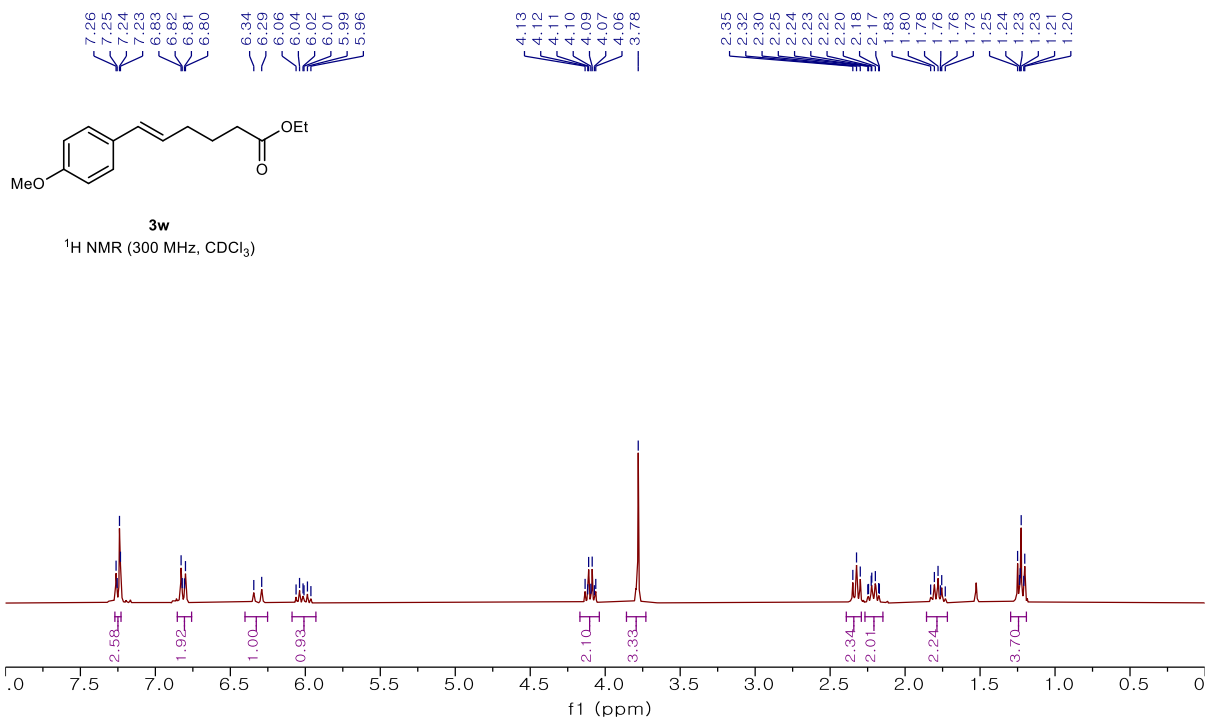 7.26 7.25 7.24 7.23 6.83 6.82 6.81 6.80 6.34 6.29 6.06 6.04 6.02 6.01 5.99 5.96 4.13 4.12 4.11 4.10 4.09 4.07 4.06 3.78 2.35 2.32 2.30 2.25 2.24 2.23 2.22 2.20 2.18 2.17 1.83 1.80 1.78 1.76 1.76 1.73 1.25 1.24 1.23 1.23 1.21 1.20
OEt
O
MeO
3w
¹H NMR (300 MHz, CDCl₃)
2.58 1.92 1.00 0.93 2.10 3.33 2.34 2.01 2.24 3.70
.0 7.5 7.0 6.5 6.0 5.5 5.0 4.5 4.0 3.5 3.0 2.5 2.0 1.5 1.0 0.5 0
f1 (ppm)